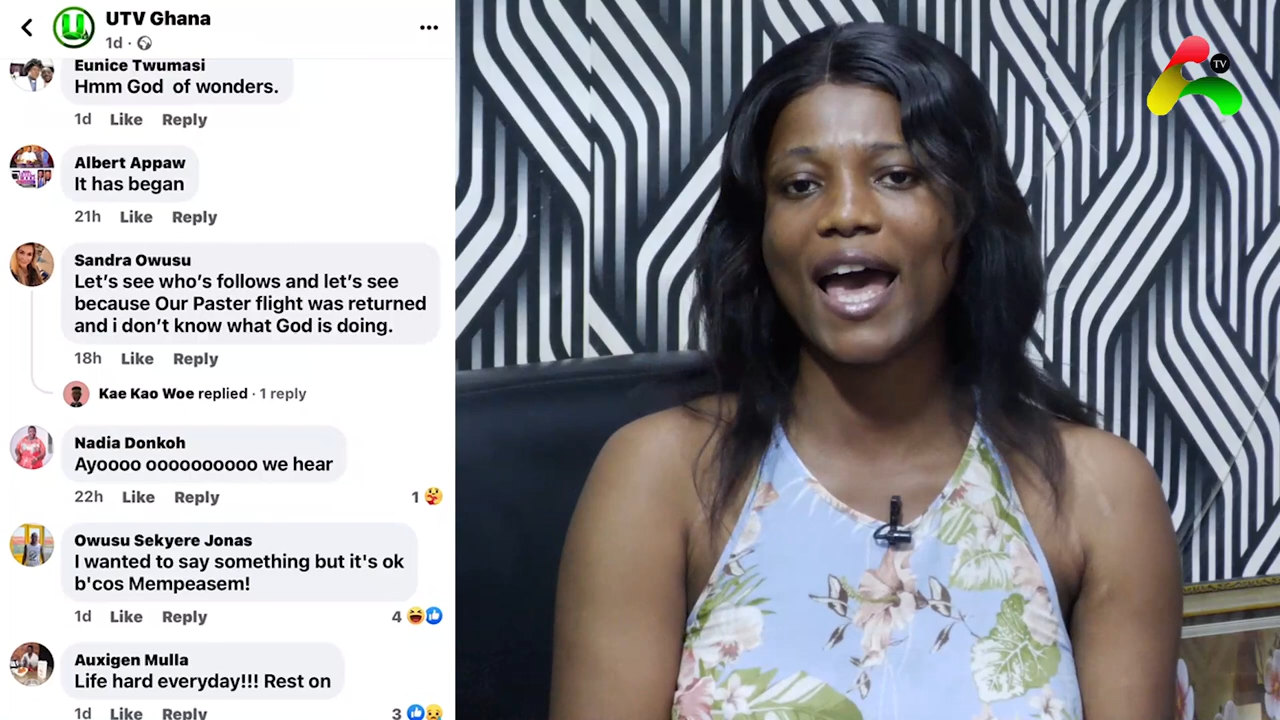 UTV Ghana
1d ·
Eunice Twumasi
Hmm God of wonders.
1d Like Reply
Albert Appaw
It has began
21h Like Reply
Sandra Owusu
Let's see who's follows and let's see
because Our Paster flight was returned
and i don't know what God is doing.
18h Like Reply
Kae Kao Woe replied · 1 reply
Nadia Donkoh
Ayoooo oooooooooo we hear
22h Like Reply
1
Owusu Sekyere Jonas
I wanted to say something but it's ok
b'cos Mempeasem!
1d Like Reply
4
Auxigen Mulla
Life hard everyday!!! Rest on
1d Like Reply
3
TV